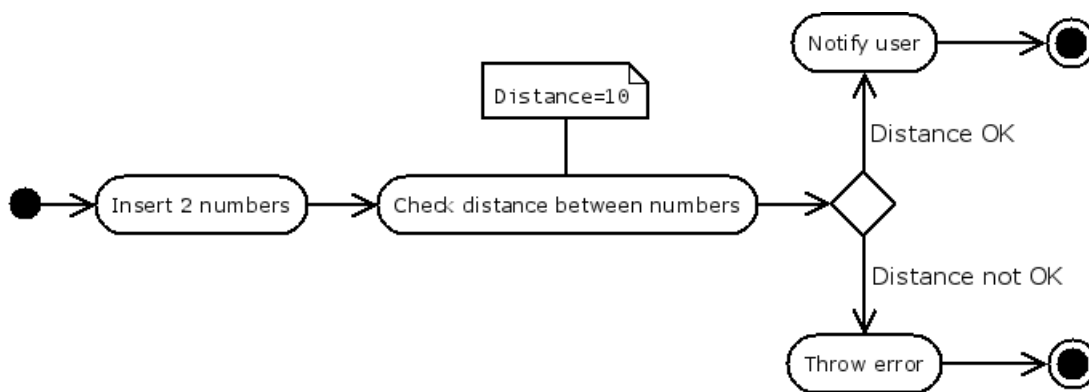 Notify user
Distance=10
Distance OK
Insert 2 numbers
Check distance between numbers
Distance not OK
Throw error